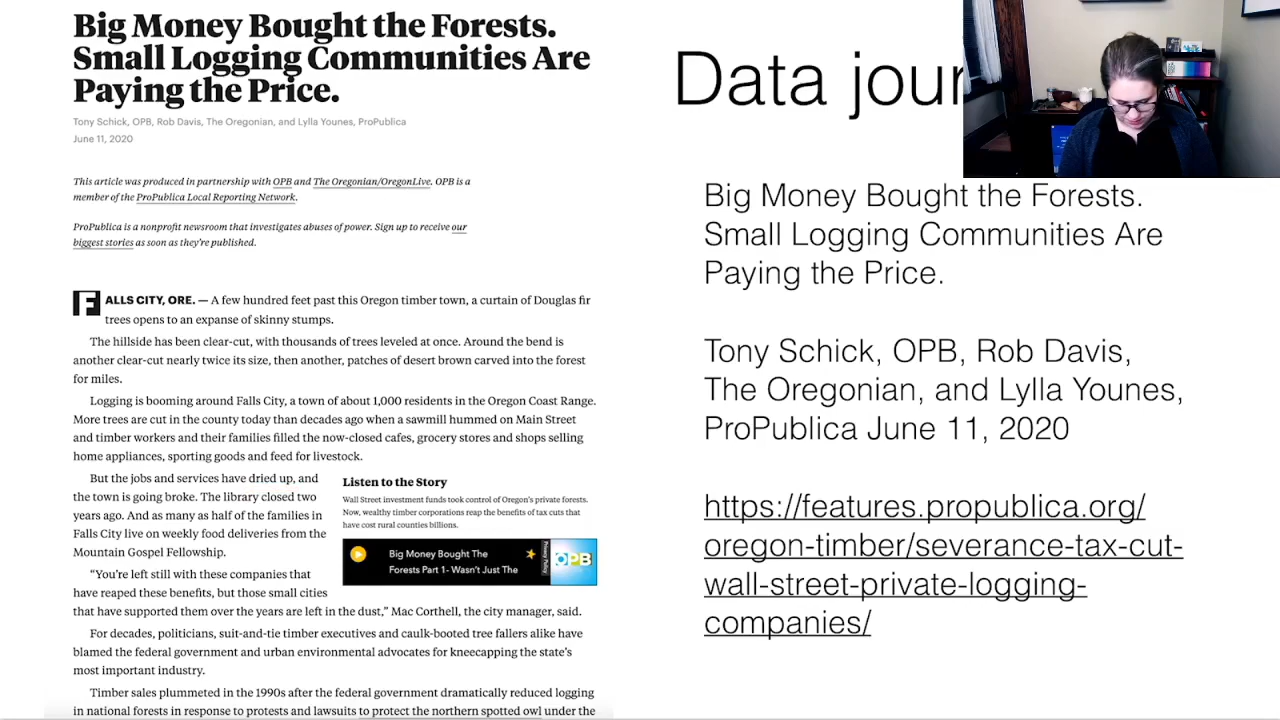 Big Money Bought the Forests.
Small Logging Communities Are
Paying the Price.
Tony Schick, OPB, Rob Davis, The Oregonian, and Lylla Younes, ProPublica
June 11, 2020
This article was produced in partnership with OPB and The Oregonian/OregonLive. OPB is a
member of the ProPublica Local Reporting Network.
ProPublica is a nonprofit newsroom that investigates abuses of power. Sign up to receive our
biggest stories as soon as they're published.
FALLS CITY, ORE. — A few hundred feet past this Oregon timber town, a curtain of Douglas fir
trees opens to an expanse of skinny stumps.
The hillside has been clear-cut, with thousands of trees leveled at once. Around the bend is
another clear-cut nearly twice its size, then another, patches of desert brown carved into the forest
for miles.
Logging is booming around Falls City, a town of about 1,000 residents in the Oregon Coast Range.
More trees are cut in the county today than decades ago when a sawmill hummed on Main Street
and timber workers and their families filled the now-closed cafes, grocery stores and shops selling
home appliances, sporting goods and feed for livestock.
But the jobs and services have dried up, and
the town is going broke. The library closed two
years ago. And as many as half of the families in
Falls City live on weekly food deliveries from the
Mountain Gospel Fellowship.
“You're left still with these companies that
have reaped these benefits, but those small cities
that have supported them over the years are left in the dust,” Mac Corthell, the city manager, said.
For decades, politicians, suit-and-tie timber executives and caulk-booted tree fallers alike have
blamed the federal government and urban environmental advocates for kneecapping the state's
most important industry.
Timber sales plummeted in the 1990s after the federal government dramatically reduced logging
in national forests in response to protests and lawsuits to protect the northern spotted owl under the
Listen to the Story
Wall Street investment funds took control of Oregon's private forests.
Now, wealthy timber corporations reap the benefits of tax cuts that
have cost rural counties billions.
Big Money Bought The
Forests Part 1- Wasn't Just The
Privacy Policy
OPB
Data jour
Big Money Bought the Forests.
Small Logging Communities Are
Paying the Price.
Tony Schick, OPB, Rob Davis,
The Oregonian, and Lylla Younes,
ProPublica June 11, 2020
https://features.propublica.org/
oregon-timber/severance-tax-cut-
wall-street-private-logging-
companies/